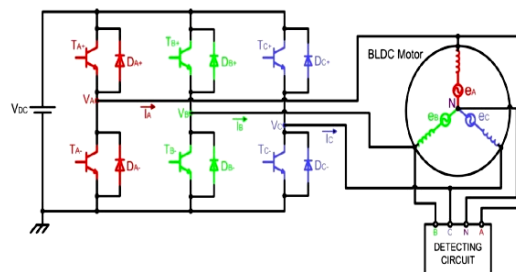 TA+ DA+ TB+ DB+ TC+ DC+ BLDC Motor
VDC VA IA VB IB VC IC
eA
N
eB eC
TA- DA- TB- DB- TC- DC-
B C N A
DETECTING
CIRCUIT